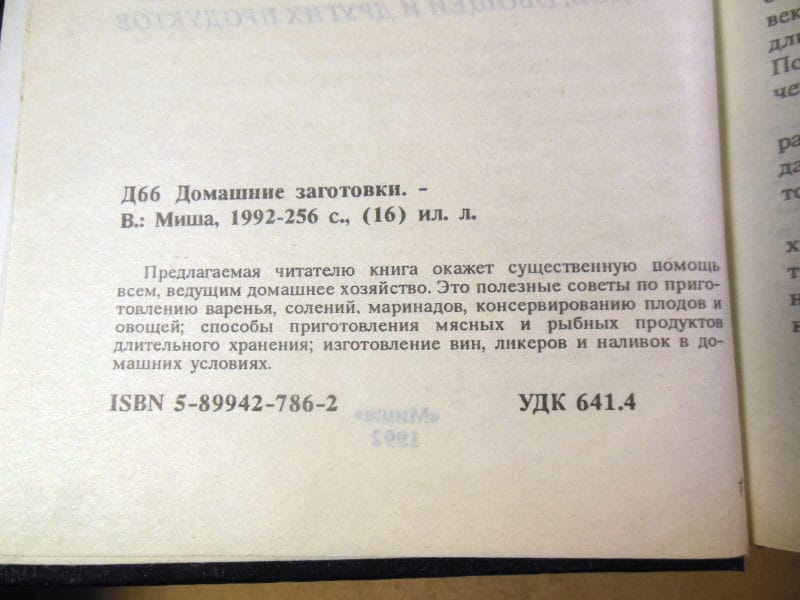 Д66 Домашние заготовки. -
В.: Миша, 1992-256 с., (16) ил. л.
Предлагаемая читателю книга окажет существенную помощь
всем, ведущим домашнее хозяйство. Это полезные советы по приго-
товлению варенья, солений. маринадов, консервированию плодов и
овощей; способы приготовления мясных и рыбных продуктов
длительного хранения; изготовление вин, ликеров и наливок в до-
машних условиях.
ISBN 5-89942-786-2 УДК 641.4
«Миша»
1992